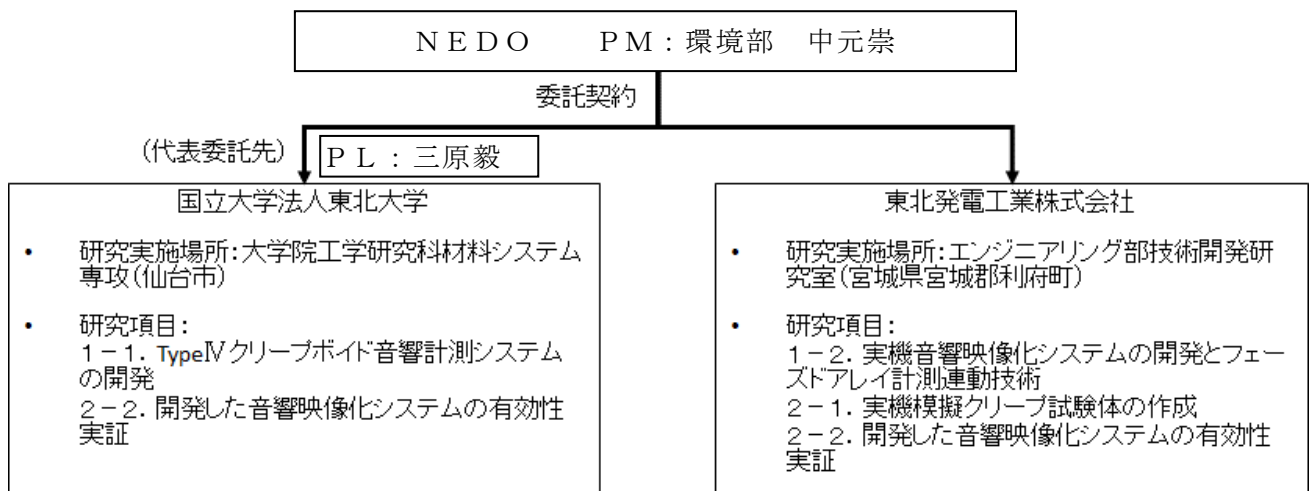 ＮＥＤＯ　　ＰＭ：環境部　中元崇
委託契約
（代表委託先）
ＰＬ：三原毅
国立大学法人東北大学
• 研究実施場所：大学院工学研究科材料システム
専攻（仙台市）
• 研究項目：
１－１．TypeⅣクリープボイド音響計測システム
の開発
２－２．開発した音響映像化システムの有効性
実証
東北発電工業株式会社
• 研究実施場所：エンジニアリング部技術開発研
究室（宮城県宮城郡利府町）
• 研究項目：
１－２．実機音響映像化システムの開発とフェー
ズドアレイ計測連動技術
２－１．実機模擬クリープ試験体の作成
２－２．開発した音響映像化システムの有効性
実証